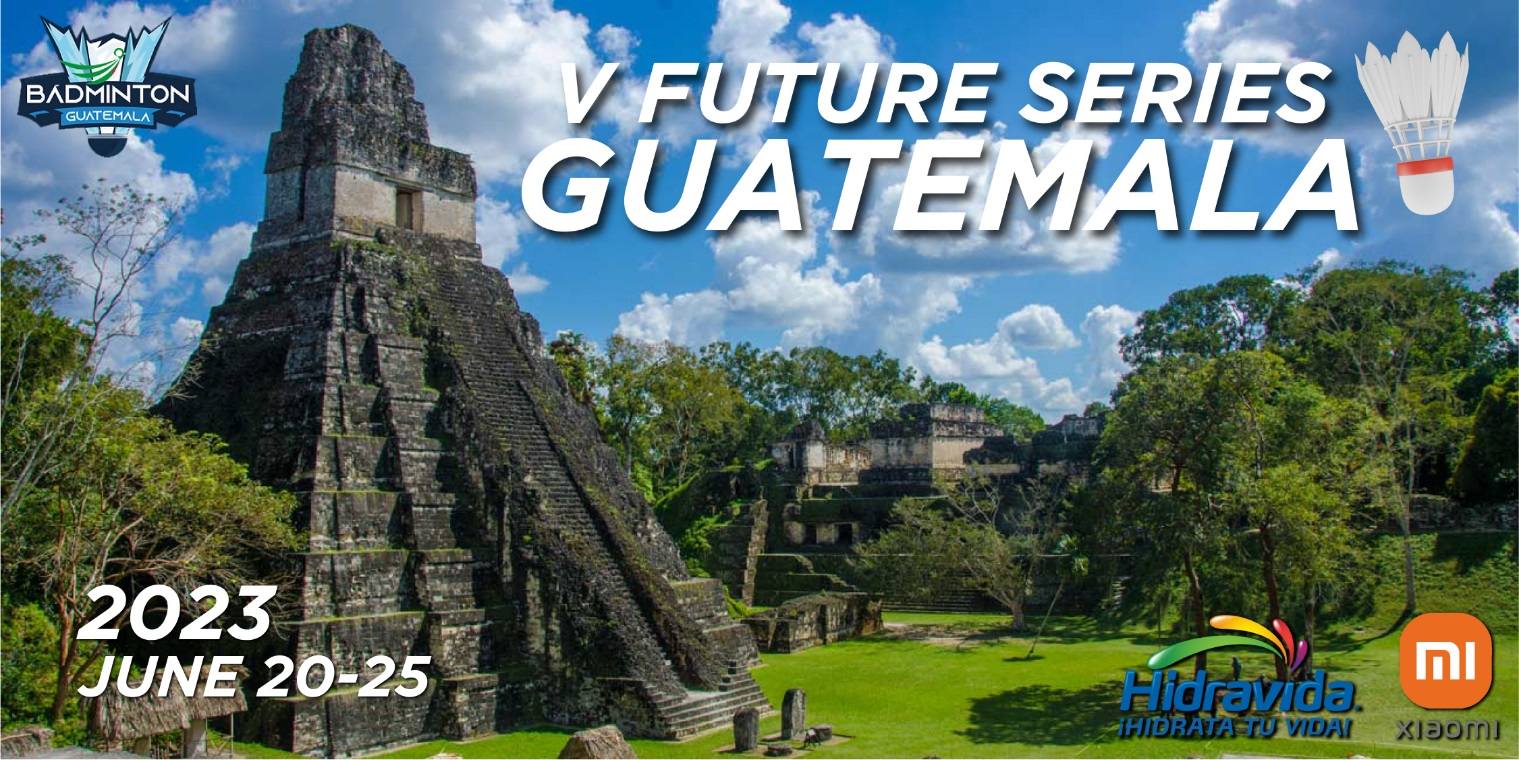 BADMINTON
GUATEMALA
V FUTURE SERIES
GUATEMALA
2023
JUNE 20-25
Hidravida
¡HIDRATA TU VIDA!
mi
xiaomi